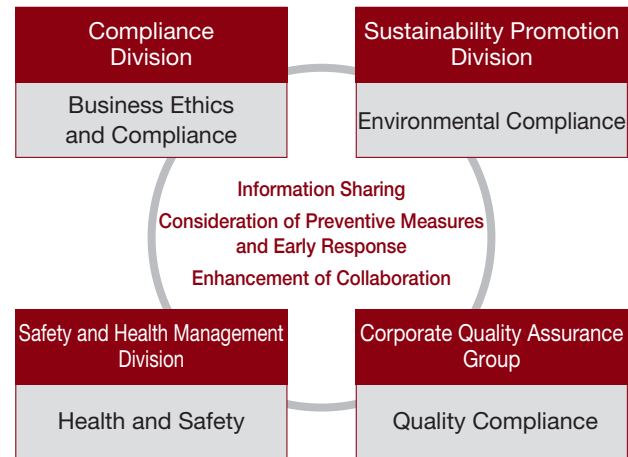 Compliance
Division
Business Ethics
and Compliance
Sustainability Promotion
Division
Environmental Compliance
Information Sharing
Consideration of Preventive Measures
and Early Response
Enhancement of Collaboration
Safety and Health Management
Division
Health and Safety
Corporate Quality Assurance
Group
Quality Compliance